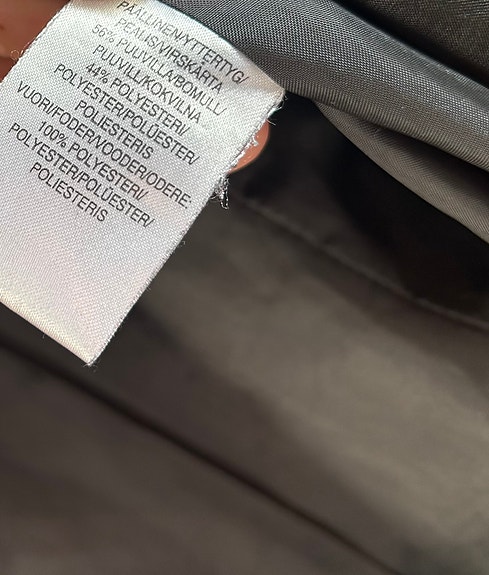 PÄÄLLINEN/YTTERTYG/
PEALIS/VIRSKĀRTA
56% PUUVILLA/BOMULL/
PUUVILL/KOKVILNA
44% POLYESTERI/
POLYESTER/POLÜESTER/
POLIESTERIS
VUORI/FODER/VOODER/ODERE:
100% POLYESTERI/
POLYESTER/POLÜESTER/
POLIESTERIS